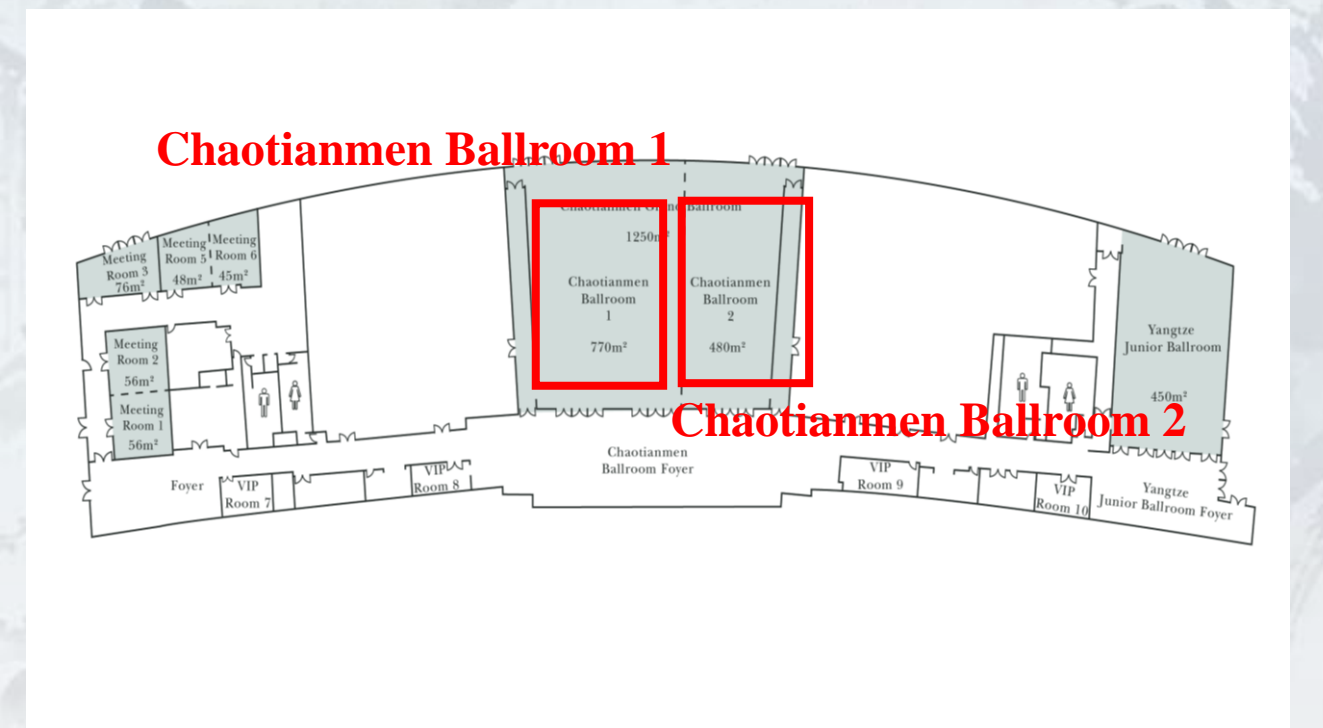 Chaotianmen Ballroom 1
Chaotianmen Grand Ballroom
1250m²
Meeting
Room 3
76m²
Meeting
Room 5
48m²
Meeting
Room 6
45m²
Chaotianmen
Ballroom
1
770m²
Chaotianmen
Ballroom
2
480m²
Yangtze
Junior Ballroom
450m²
Meeting
Room 2
56m²
Meeting
Room 1
56m²
Chaotianmen Ballroom 2
Chaotianmen
Ballroom Foyer
Foyer
VIP
Room 7
VIP
Room 8
VIP
Room 9
VIP
Room 10
Yangtze
Junior Ballroom Foyer